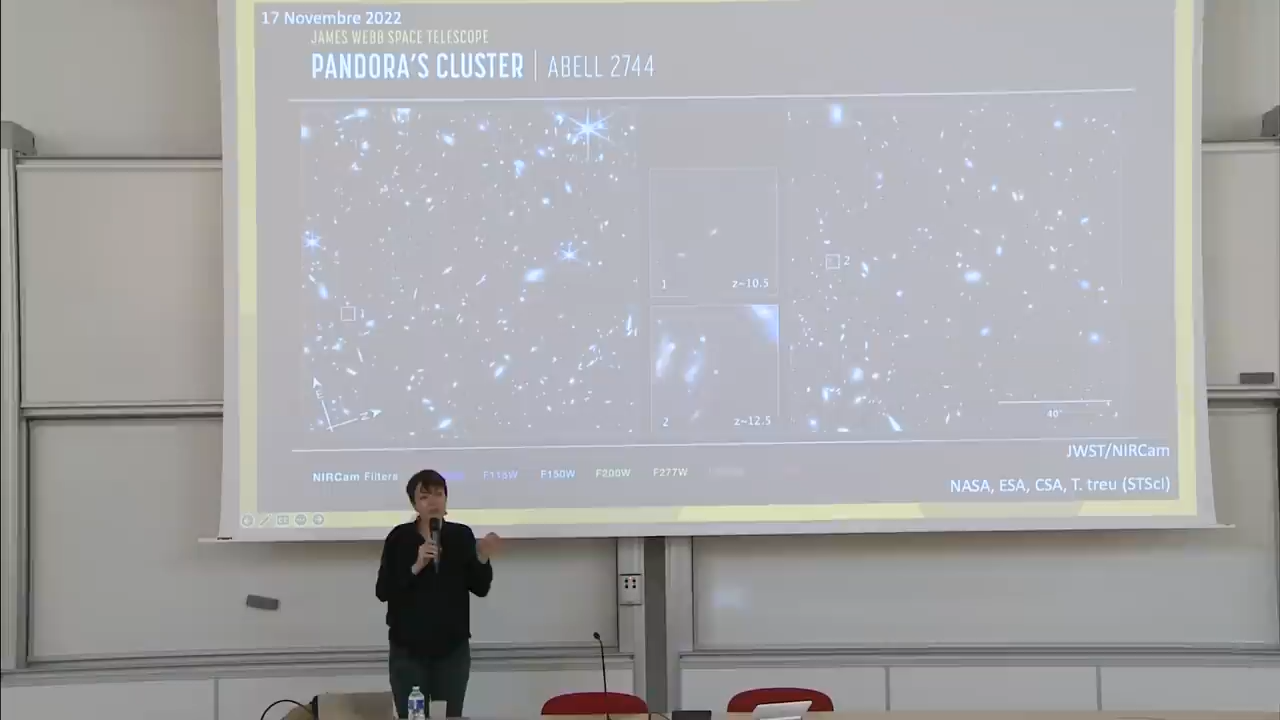 17 Novembre 2022
JAMES WEBB SPACE TELESCOPE
PANDORA'S CLUSTER | ABELL 2744
1
z~10.5
2
z~12.5
2
E
N
40"
JWST/NIRCam
NIRCam Filters F115W F150W F200W F277W
NASA, ESA, CSA, T. treu (STScI)